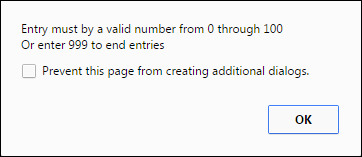 Entry must by a valid number from 0 through 100
Or enter 999 to end entries
Prevent this page from creating additional dialogs.
OK